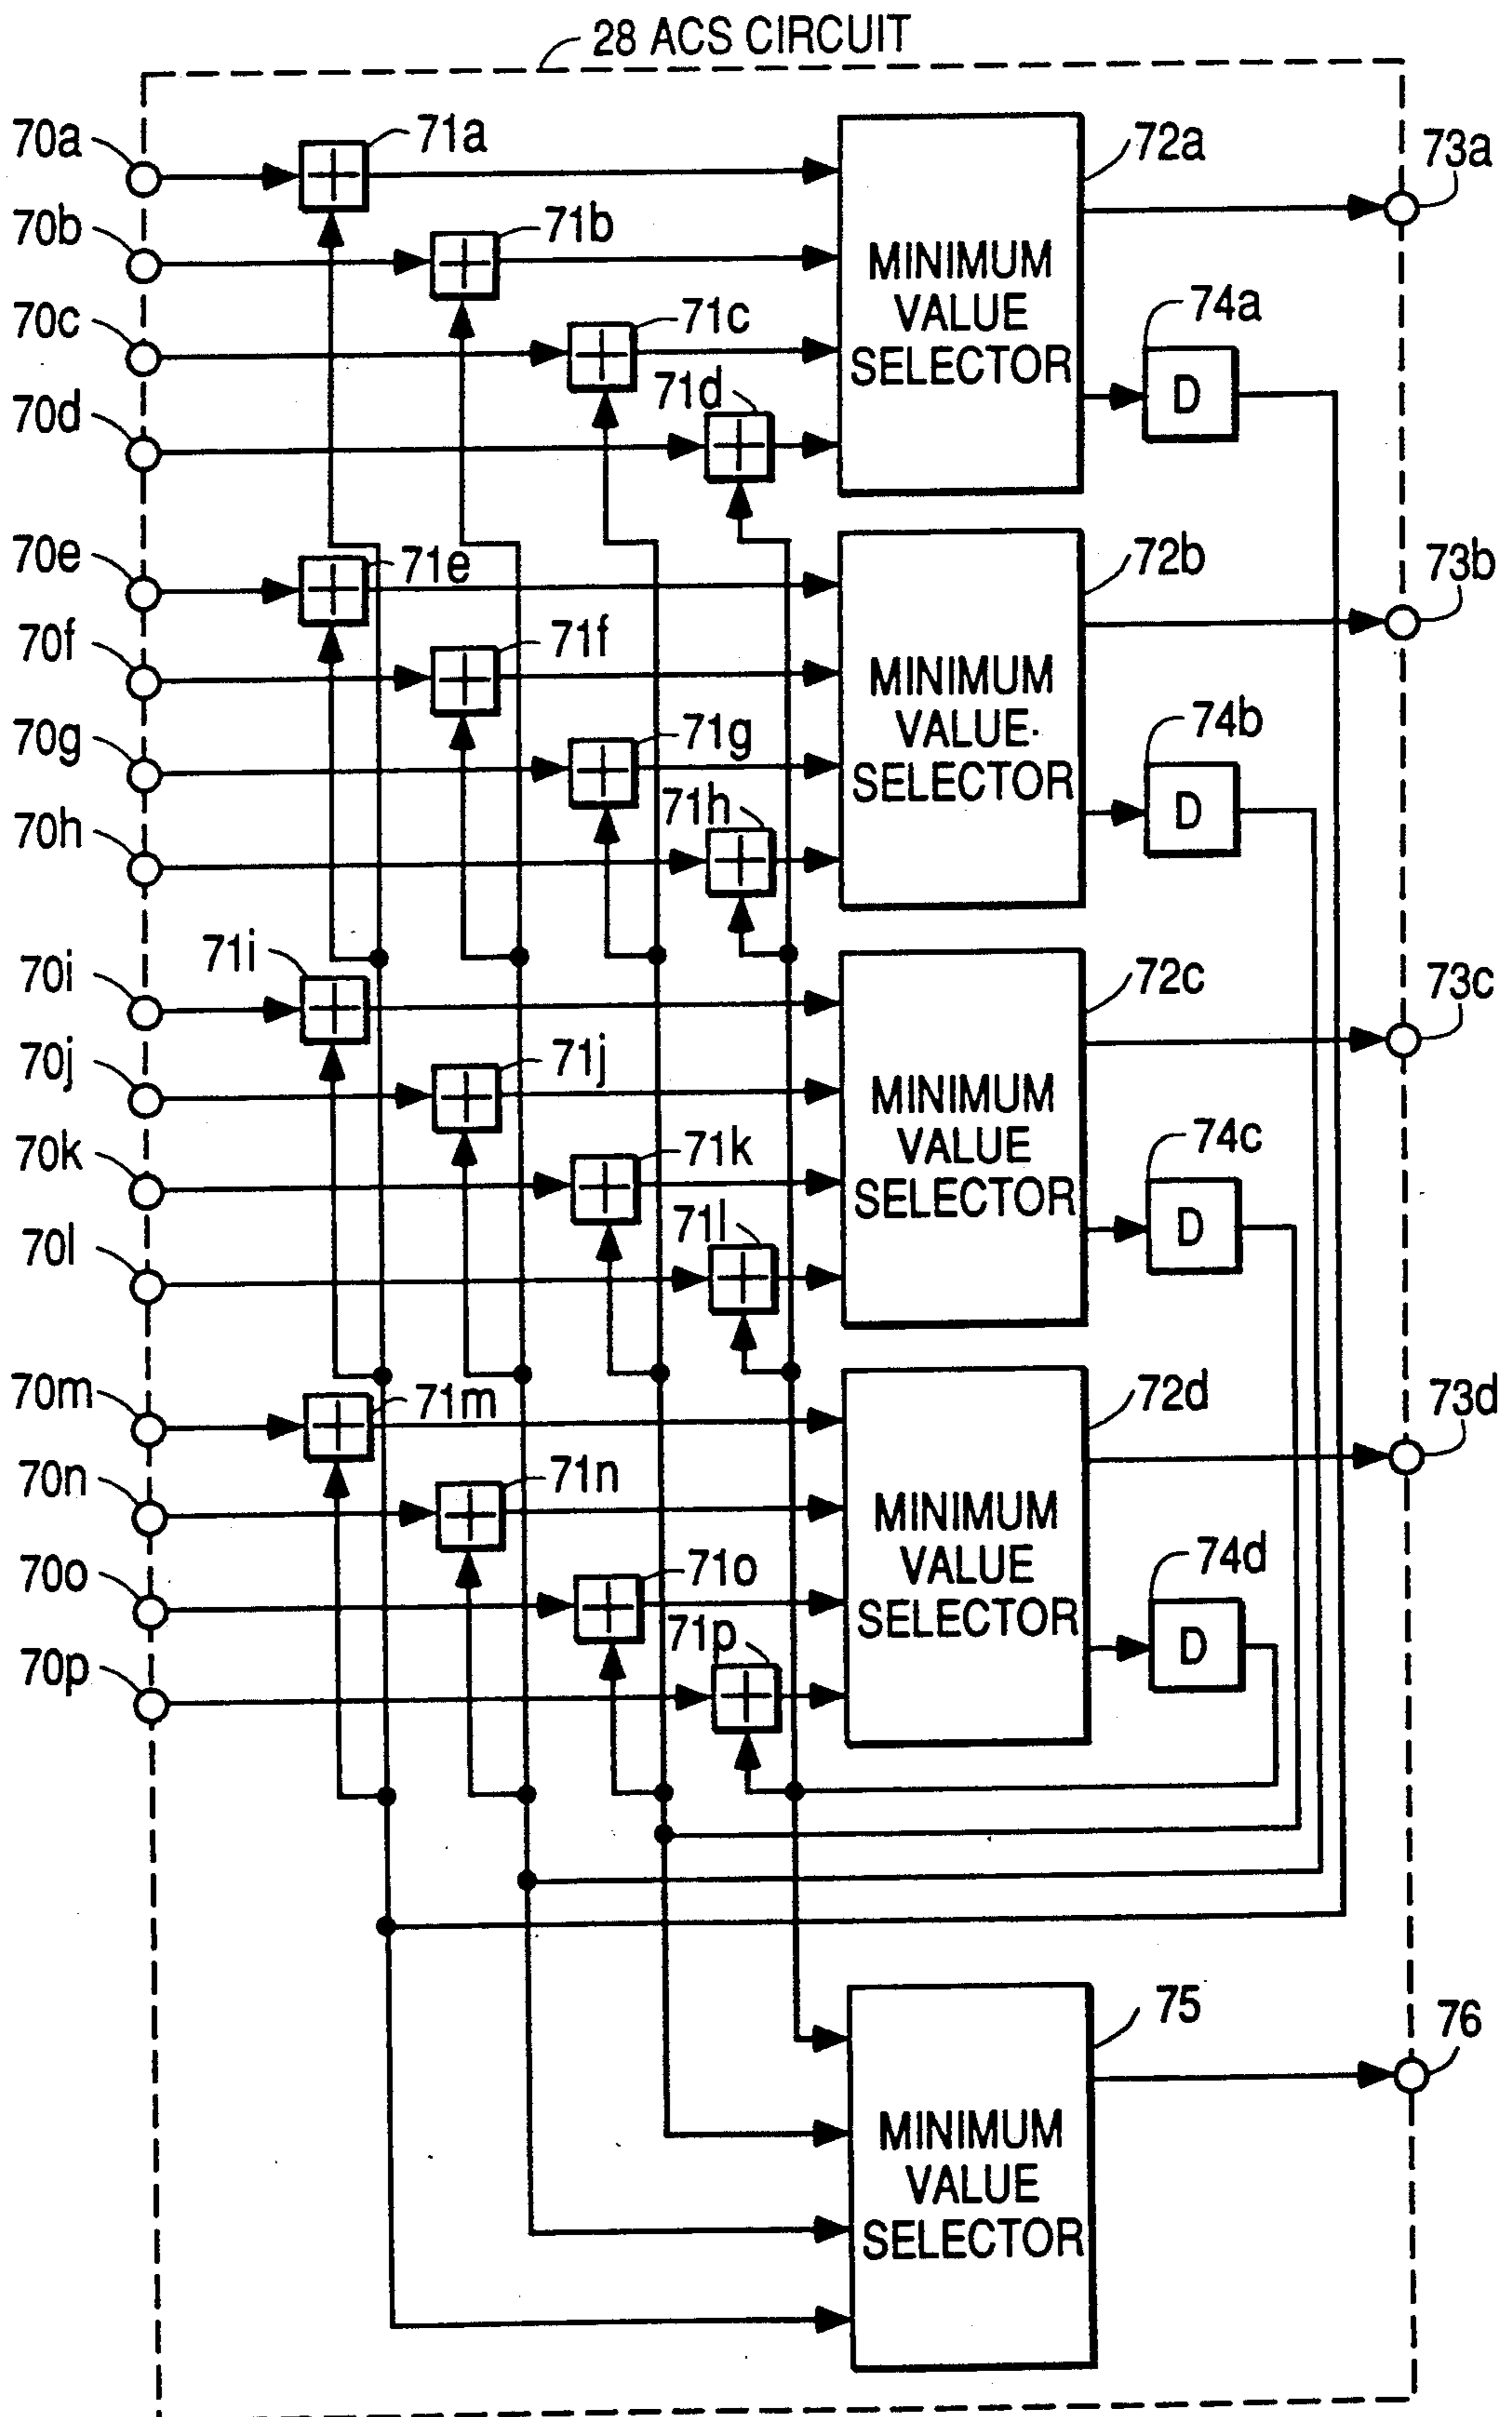 28 ACS CIRCUIT
70a
71a
72a
73a
70b
71b
MINIMUM
VALUE
SELECTOR
70c
71c
74a
D
70d
71d
70e
71e
72b
73b
70f
71f
MINIMUM
VALUE
SELECTOR
70g
71g
74b
D
70h
71h
70i
71i
72c
73c
70j
71j
MINIMUM
VALUE
SELECTOR
70k
71k
74c
D
70l
71l
70m
71m
72d
73d
70n
71n
MINIMUM
VALUE
SELECTOR
70o
71o
74d
D
70p
71p
75
76
MINIMUM
VALUE
SELECTOR